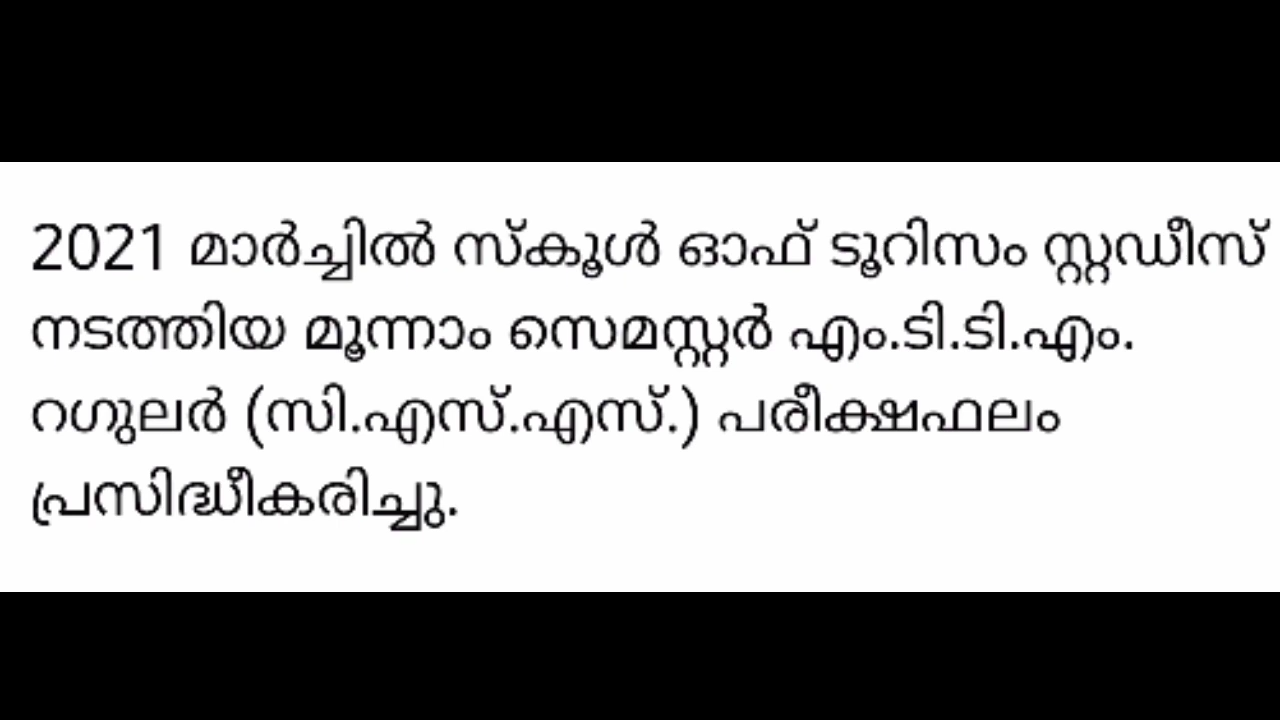 2021 മാർച്ചിൽ സ്കൂൾ ഓഫ് ടൂറിസം സ്റ്റഡീസ്
നടത്തിയ മൂന്നാം സെമസ്റ്റർ എം.ടി.ടി.എം.
റഗുലർ (സി.എസ്.എസ്.) പരീക്ഷഫലം
പ്രസിദ്ധീകരിച്ചു.